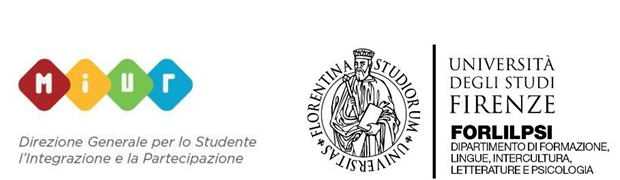 MiUr
Direzione Generale per lo Studente
l'Integrazione e la Partecipazione
FLORENTINA STUDIORUM UNIVERSITAS
UNIVERSITÀ
DEGLI STUDI
FIRENZE
FORLILPSI
DIPARTIMENTO DI FORMAZIONE,
LINGUE, INTERCULTURA,
LETTERATURE E PSICOLOGIA